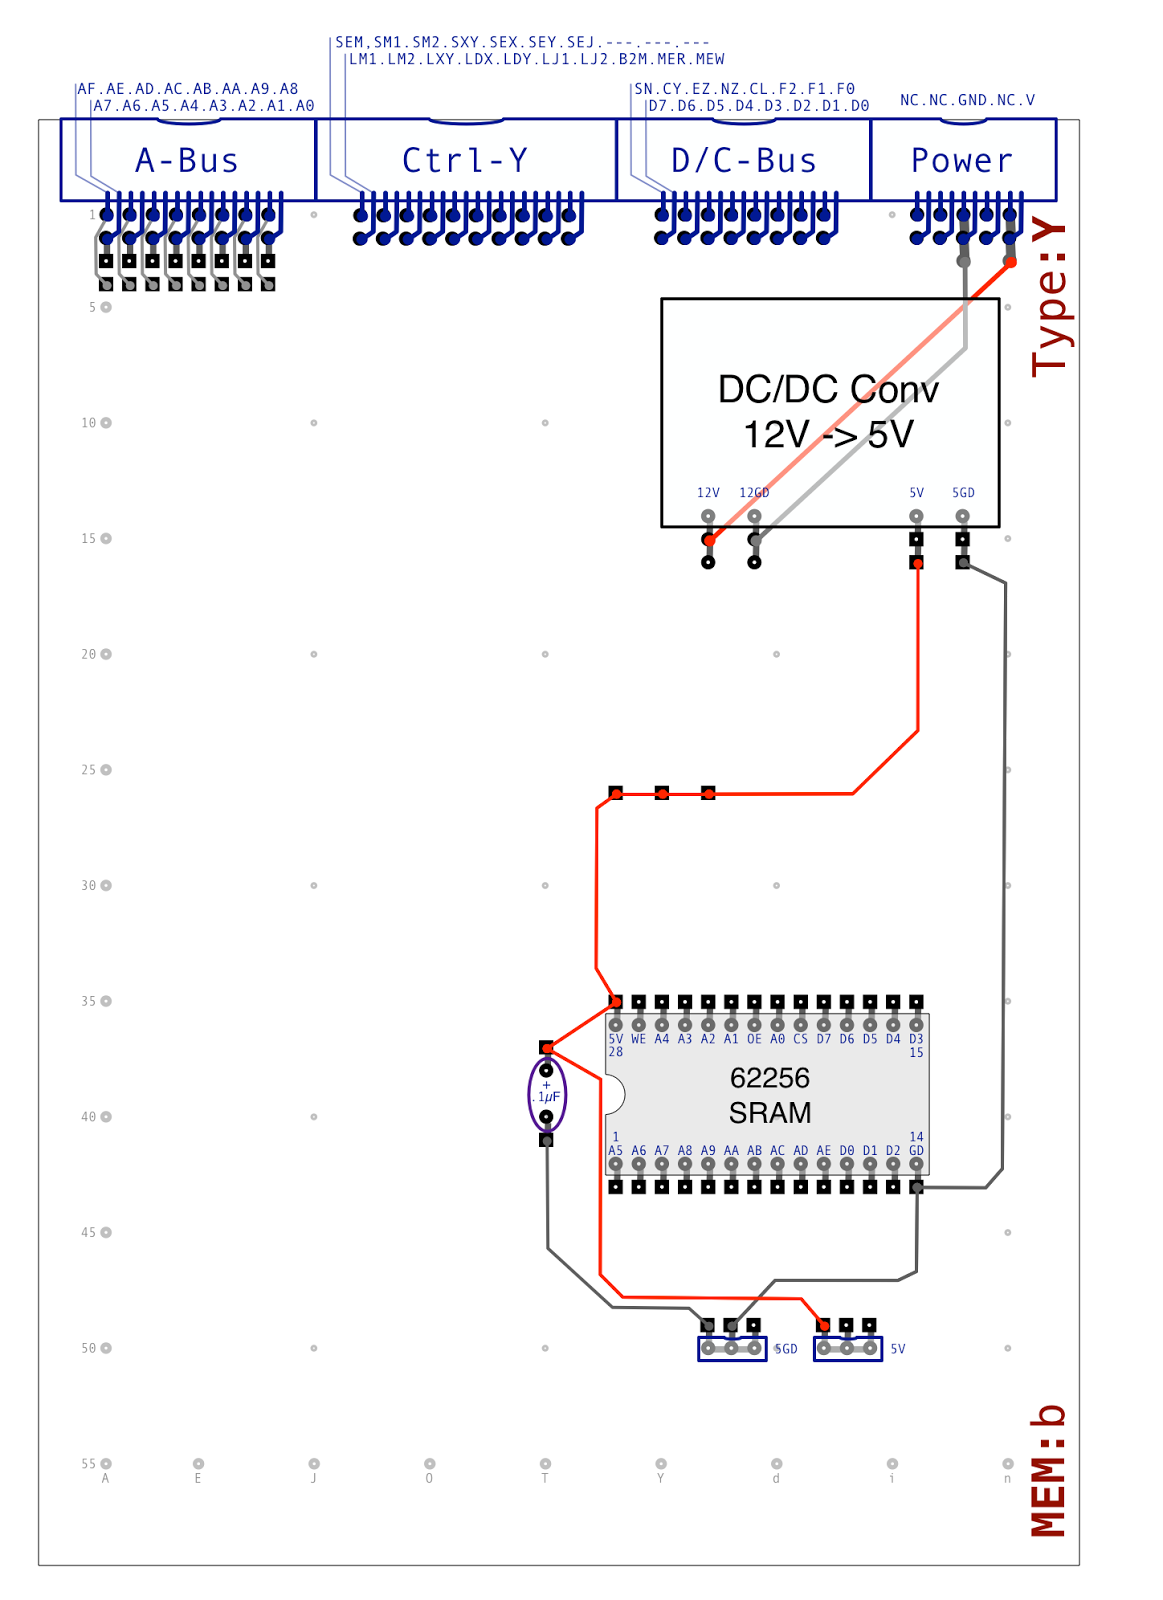 SEM,SM1.SM2.SXY.SEX.SEY.SEJ.---.---.---
LM1.LM2.LXY.LDX.LDY.LJ1.LJ2.B2M.MER.MEW
AF.AE.AD.AC.AB.AA.A9.A8
A7.A6.A5.A4.A3.A2.A1.A0
SN.CY.EZ.NZ.CL.F2.F1.F0
D7.D6.D5.D4.D3.D2.D1.D0
NC.NC.GND.NC.V
A-Bus
Ctrl-Y
D/C-Bus
Power
Type:Y
1
5
DC/DC Conv
12V -> 5V
10
12V 12GD 5V 5GD
15
20
25
30
35
5V WE A4 A3 A2 A1 OE A0 CS D7 D6 D5 D4 D3
28 15
62256
SRAM
+
.1µF
40
1 14
A5 A6 A7 A8 A9 AA AB AC AD AE D0 D1 D2 GD
45
50
5GD
5V
MEM:b
55
A E J O T Y d i n